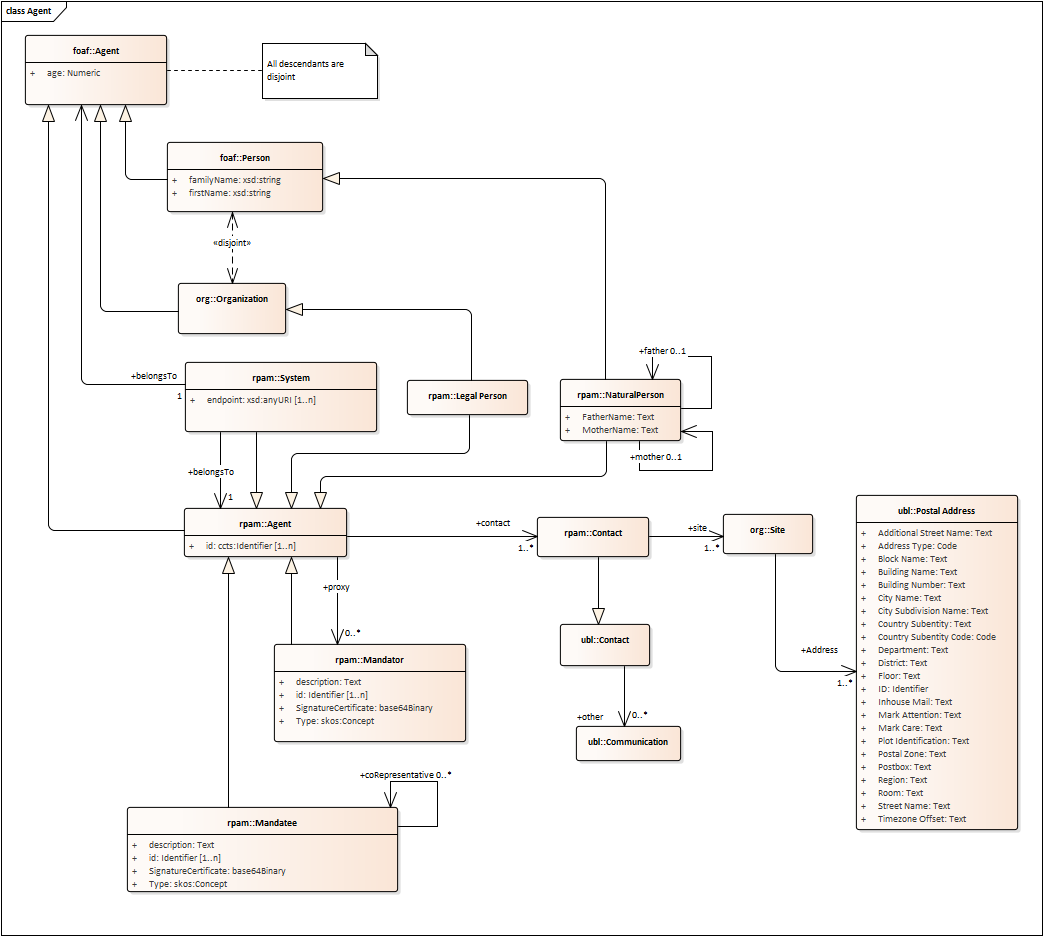 class Agent
foaf::Agent
+ age: Numeric
All descendants are
disjoint
foaf::Person
+ familyName: xsd:string
+ firstName: xsd:string
«disjoint»
org::Organization
+belongsTo
1
rpam::System
+ endpoint: xsd:anyURI [1..n]
rpam::Legal Person
+father 0..1
rpam::NaturalPerson
+ FatherName: Text
+ MotherName: Text
+mother 0..1
+belongsTo
1
rpam::Agent
+ id: ccts:Identifier [1..n]
+contact
1..*
rpam::Contact
+site
1..*
org::Site
+Address
1..*
ubl::Postal Address
+ Additional Street Name: Text
+ Address Type: Code
+ Block Name: Text
+ Building Name: Text
+ Building Number: Text
+ City Name: Text
+ City Subdivision Name: Text
+ Country Subentity: Text
+ Country Subentity Code: Code
+ Department: Text
+ District: Text
+ Floor: Text
+ ID: Identifier
+ Inhouse Mail: Text
+ Mark Attention: Text
+ Mark Care: Text
+ Plot Identification: Text
+ Postal Zone: Text
+ Postbox: Text
+ Region: Text
+ Room: Text
+ Street Name: Text
+ Timezone Offset: Text
+proxy
0..*
rpam::Mandator
+ description: Text
+ id: Identifier [1..n]
+ SignatureCertificate: base64Binary
+ Type: skos:Concept
ubl::Contact
+other
0..*
ubl::Communication
+coRepresentative 0..*
rpam::Mandatee
+ description: Text
+ id: Identifier [1..n]
+ SignatureCertificate: base64Binary
+ Type: skos:Concept